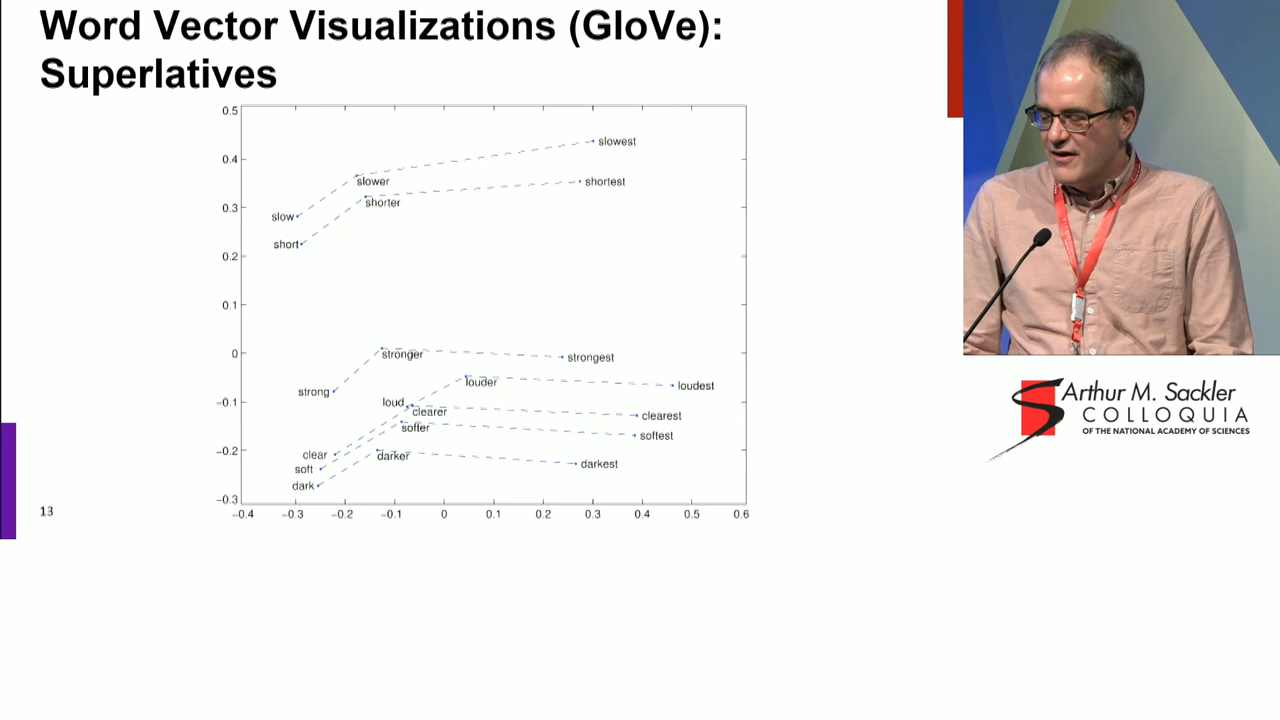 Word Vector Visualizations (GloVe):
Superlatives
0.5
0.4
0.3
0.2
0.1
0
−0.1
−0.2
−0.3
−0.4
−0.3
−0.2
−0.1
0
0.1
0.2
0.3
0.4
0.5
0.6
slowest
slower
shortest
shorter
slow
short
stronger
strongest
strong
louder
loudest
loud
clearer
clearest
softer
softest
clear
darker
darkest
soft
dark
13
Arthur M. Sackler
COLLOQUIA
OF THE NATIONAL ACADEMY OF SCIENCES